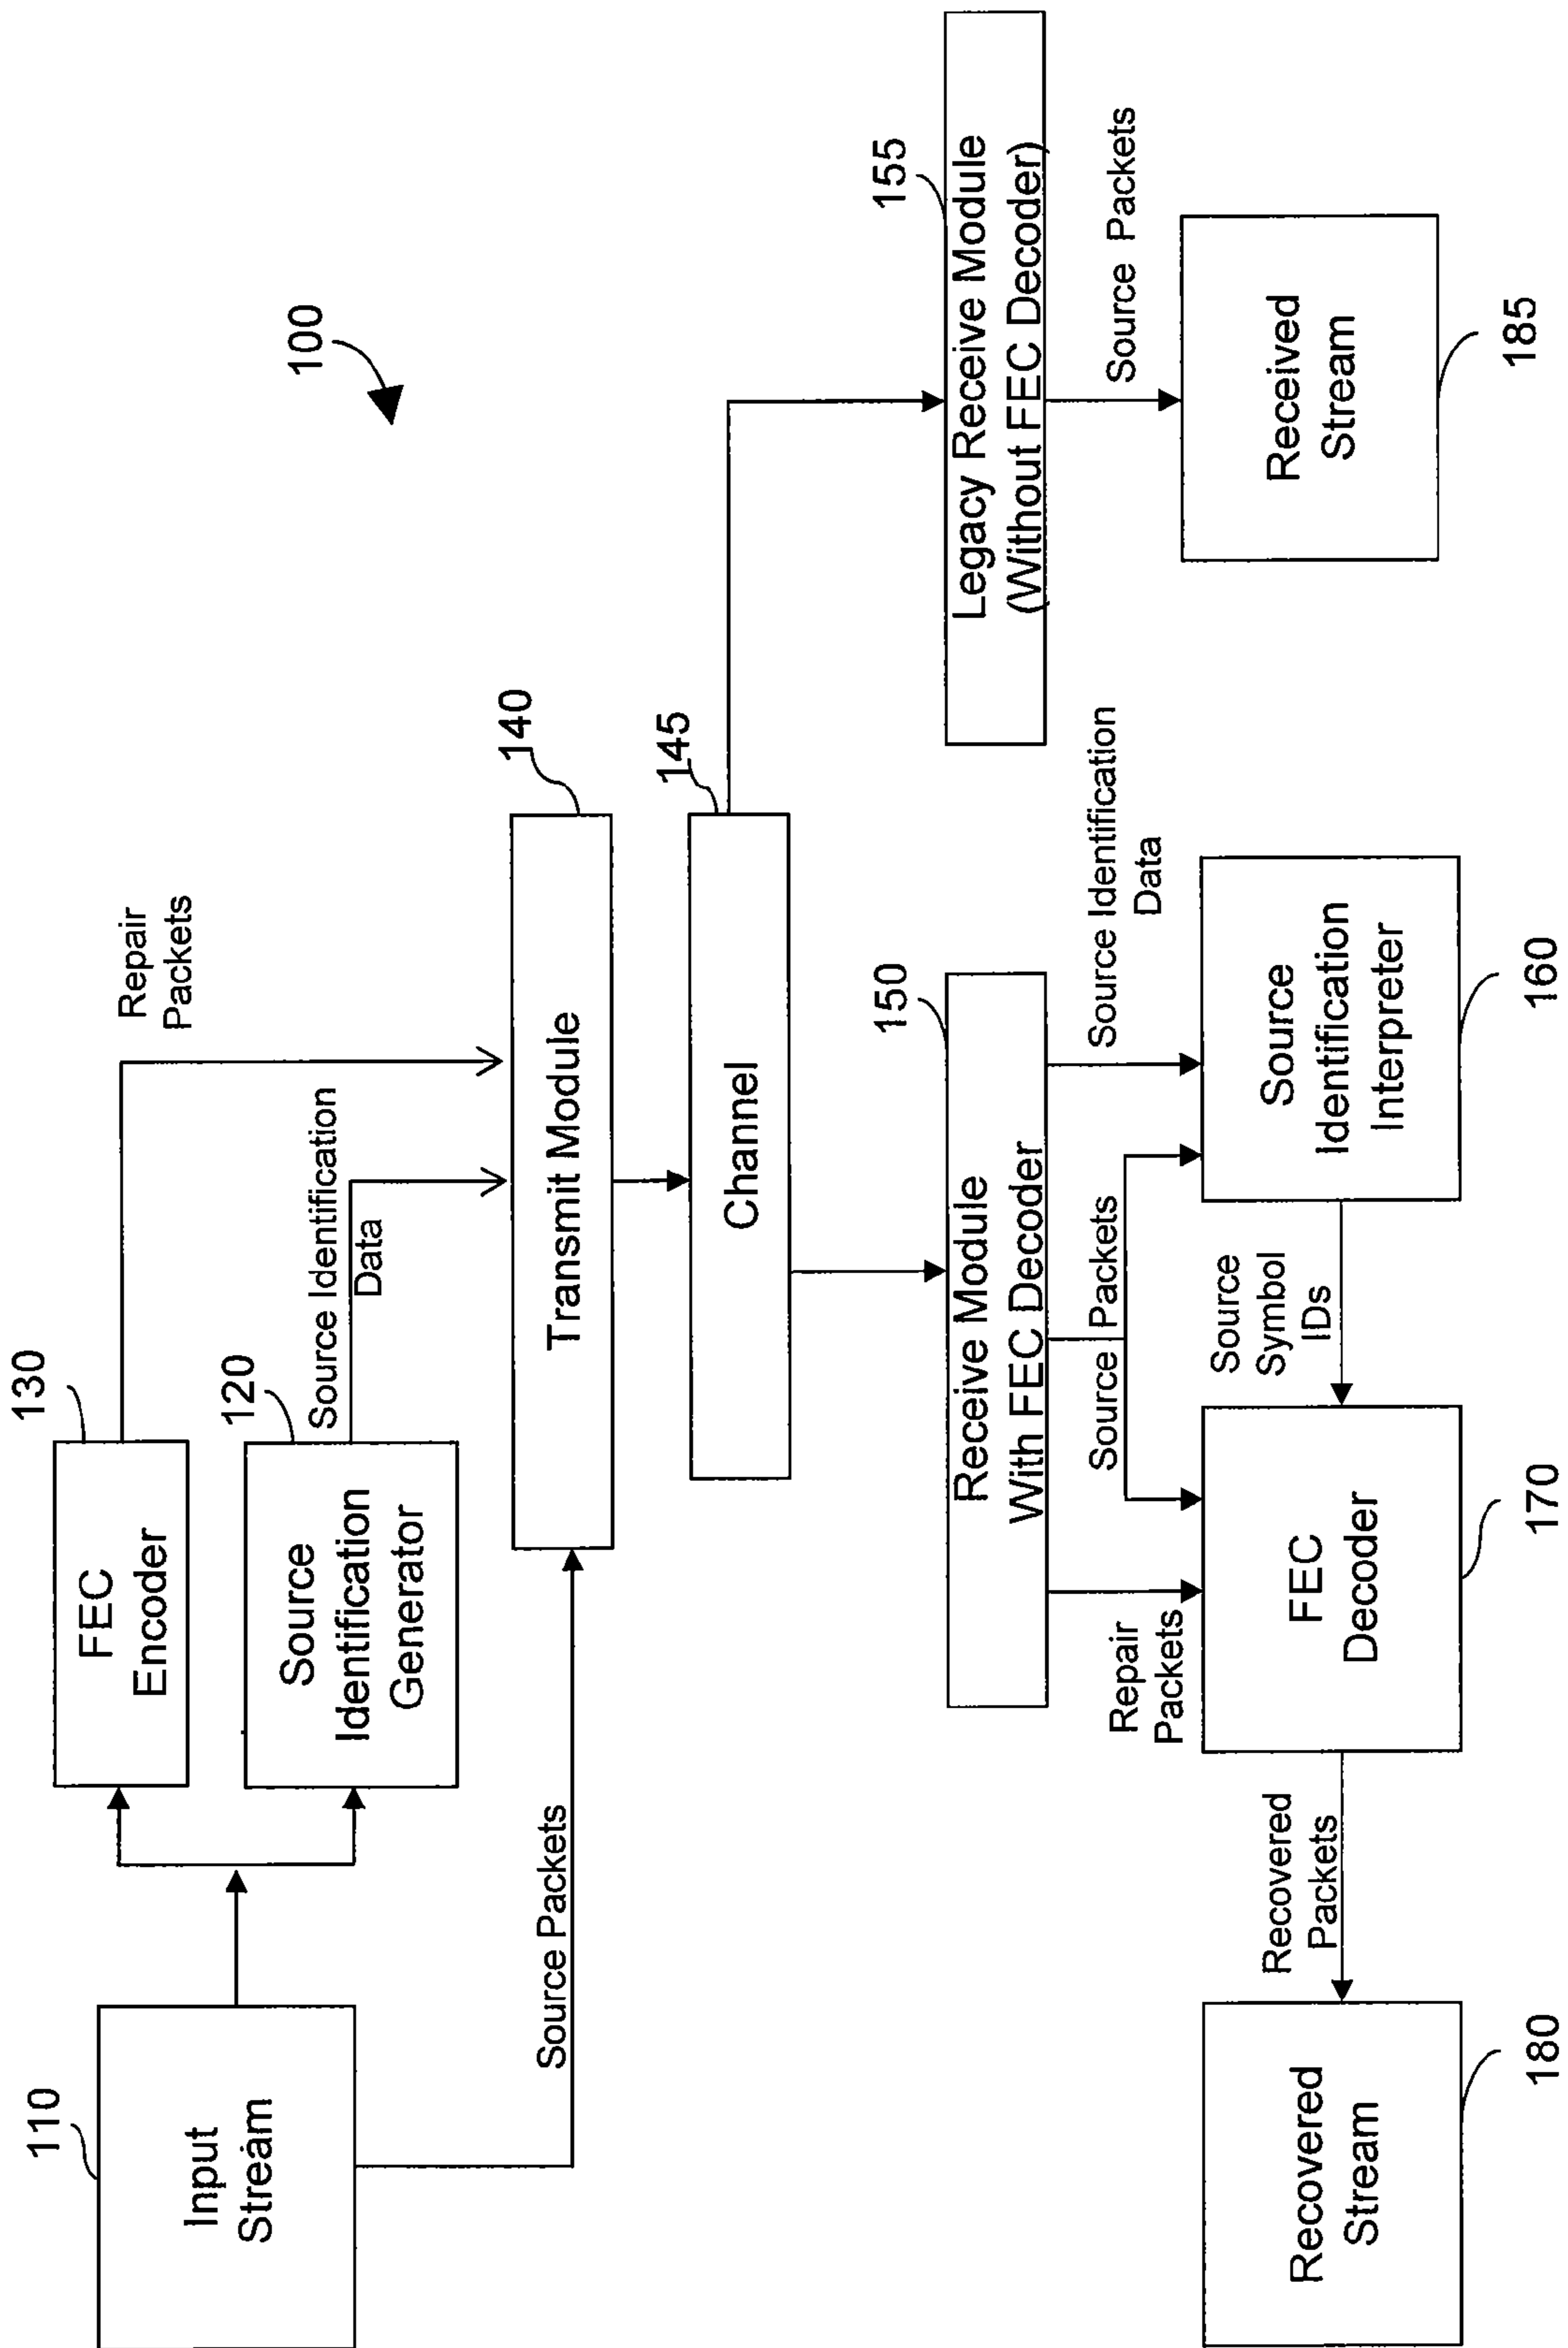 100
110
Input
Stream
130
FEC
Encoder
120
Source
Identification
Generator
Repair
Packets
Source Identification
Data
Source Packets
140
Transmit Module
145
Channel
150
Receive Module
With FEC Decoder
155
Legacy Receive Module
(Without FEC Decoder)
Repair
Packets
Source Packets
Source Identification
Data
Source Packets
Recovered
Stream
180
Recovered
Packets
FEC
Decoder
170
Source
Symbol
IDs
Source
Identification
Interpreter
160
Received
Stream
185